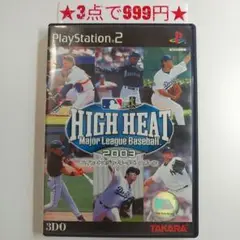 ★3点で999円★
PlayStation 2
HIGH HEAT
Major League Baseball
2003
3DO
TAKARA